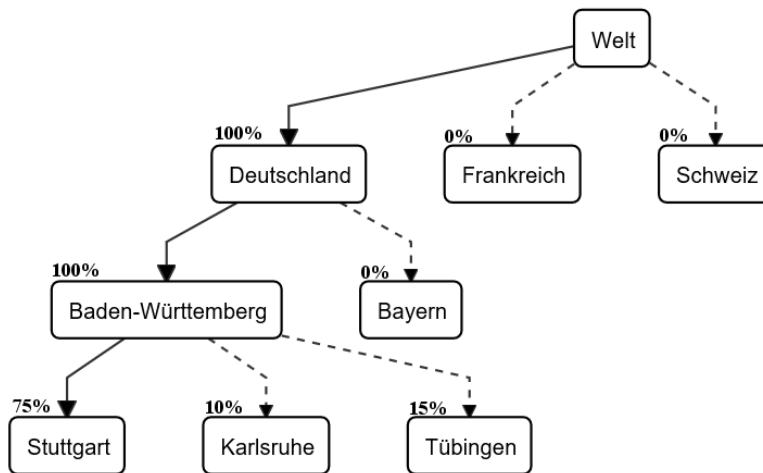 Welt
100%
0%
0%
Deutschland
Frankreich
Schweiz
100%
0%
Baden-Württemberg
Bayern
75%
10%
15%
Stuttgart
Karlsruhe
Tübingen